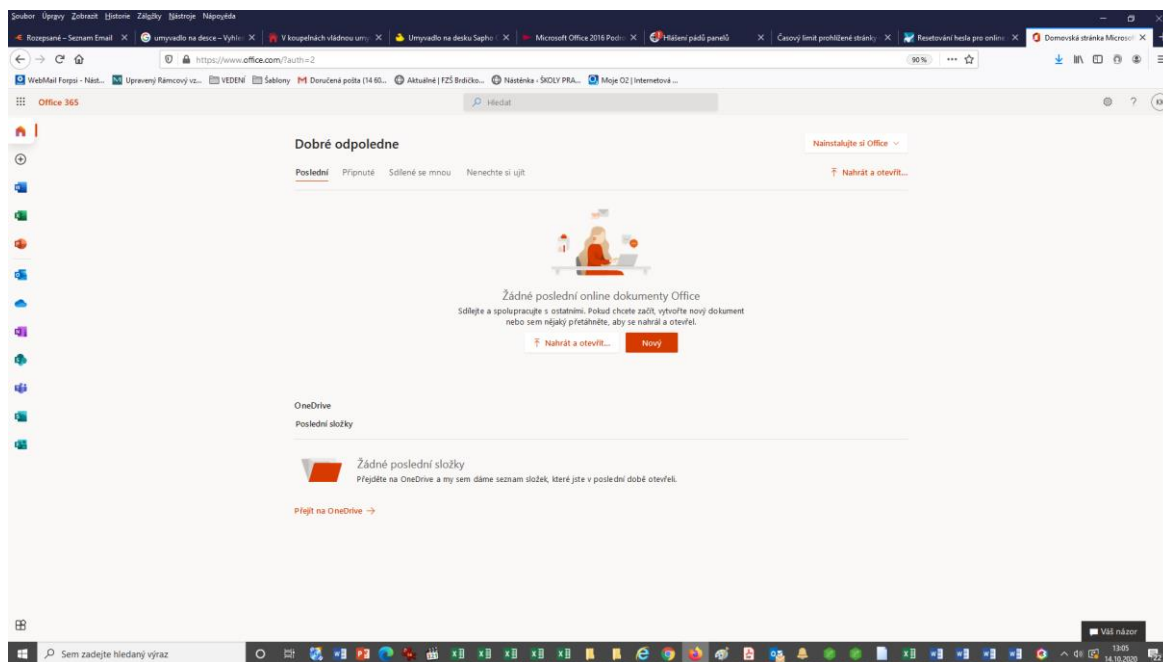 Soubor Úpravy Zobrazit Historie Záložky Nástroje Nápověda
Rozepsané – Seznam Email
umyvadlo na desce – Vyhle
V koupelnách vládnou umy
Umyvadlo na desku Sapho
Microsoft Office 2016 Podro
Hlášení pádů panelů
Časový limit prohlížené stránky
Resetování hesla pro online
Domovská stránka Microsof
https://www.office.com/?auth=2
90%
WebMail Forpsi - Nást...
Upravený Rámcový vz...
VEDENÍ
Šablony
Doručená pošta (14 60...
Aktuálně | FZŠ Brdičko...
Nástěnka - ŠKOLY PRA...
Moje O2 | Internetová ...
Office 365
Hledat
Dobré odpoledne
Nainstalujte si Office
Poslední Připnuté Sdílené se mnou Nenechte si ujít
Nahrát a otevřít...
Žádné poslední online dokumenty Office
Sdílejte a spolupracujte s ostatními. Pokud chcete začít, vytvořte nový dokument
nebo sem nějaký přetáhněte, aby se nahrál a otevřel.
Nahrát a otevřít...
Nový
OneDrive
Poslední složky
Žádné poslední složky
Přejděte na OneDrive a my sem dáme seznam složek, které jste v poslední době otevřeli.
Přejít na OneDrive →
Váš názor
Sem zadejte hledaný výraz
13:05
14.10.2020